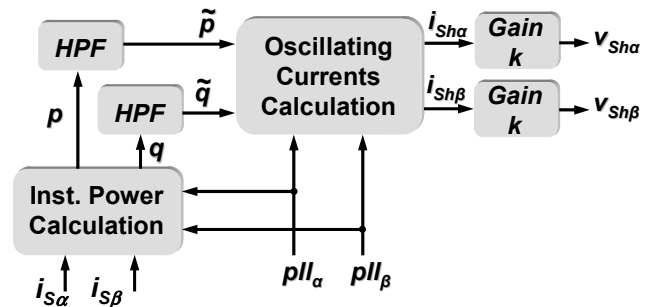 p̃
i_Shα
HPF
Oscillating
Currents
Calculation
Gain
k
v_Shα
q̃
i_Shβ
p
HPF
Gain
k
v_Shβ
q
Inst. Power
Calculation
i_Sα
i_Sβ
pll_α
pll_β